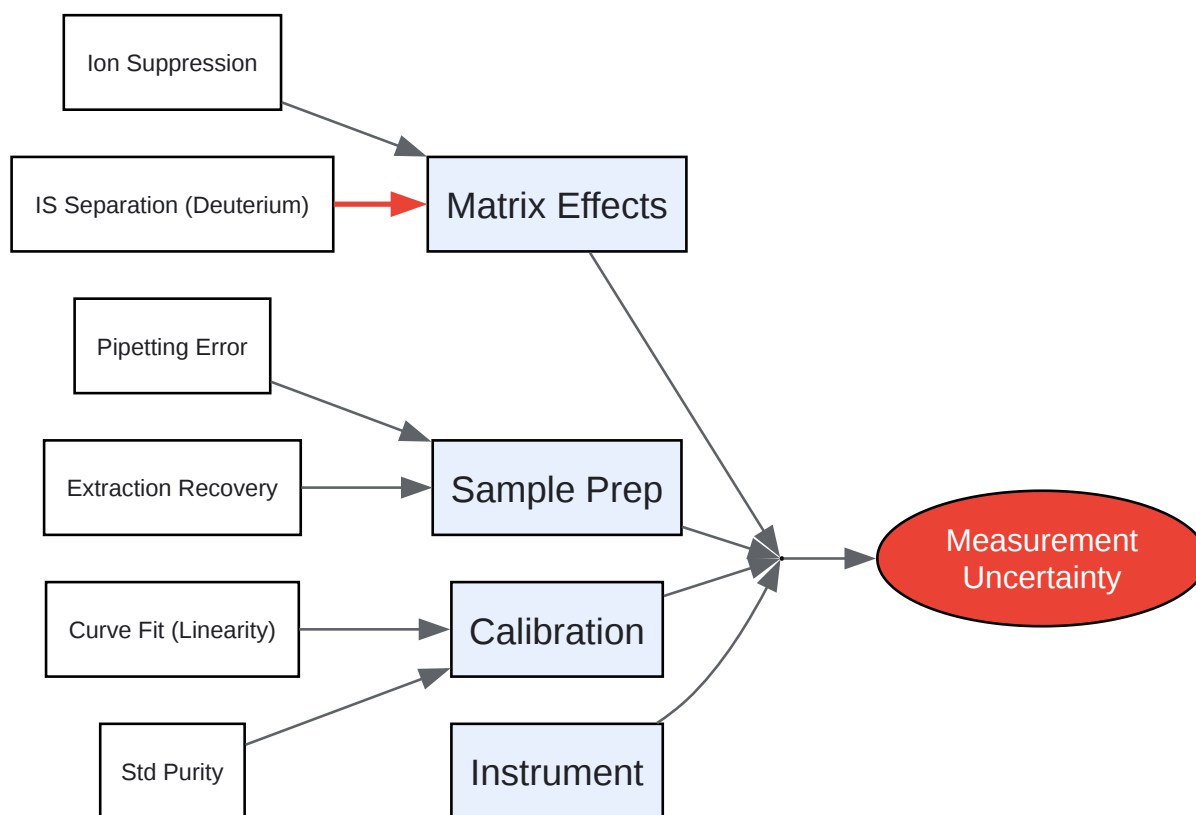 Ion Suppression
IS Separation (Deuterium)
Matrix Effects
Pipetting Error
Extraction Recovery
Sample Prep
Measurement
Uncertainty
Curve Fit (Linearity)
Calibration
Std Purity
Instrument